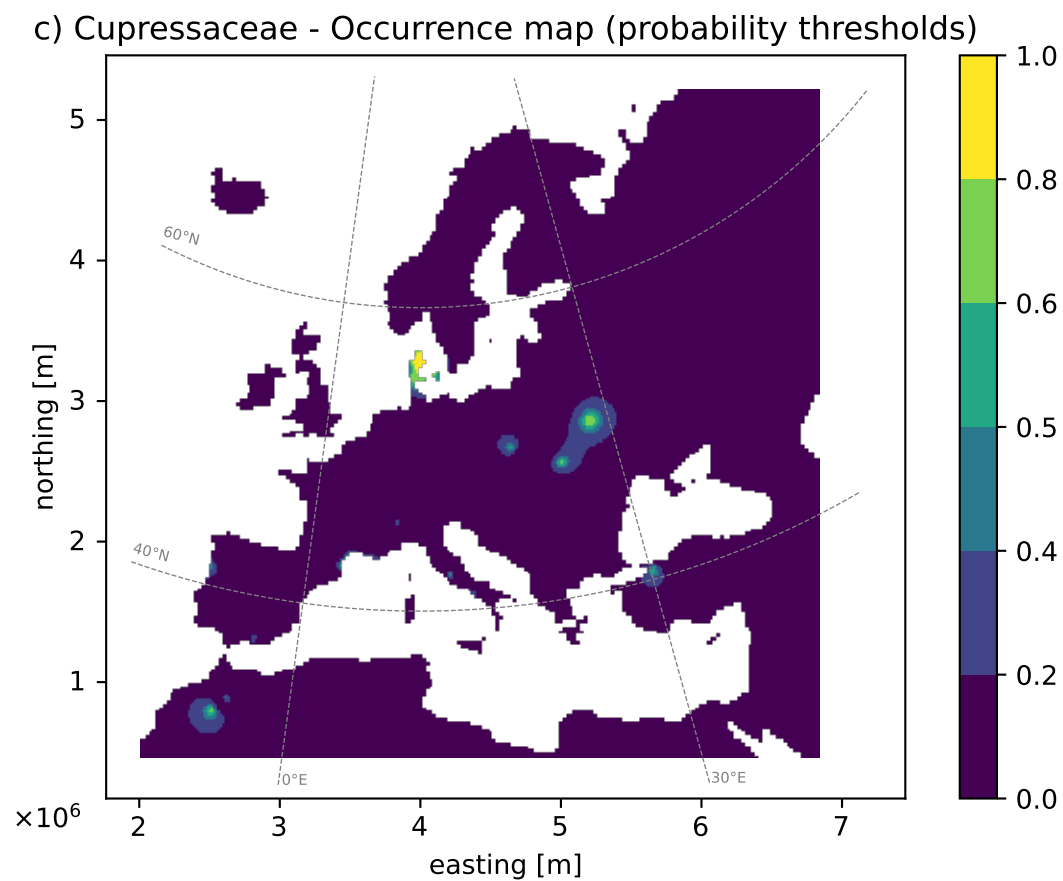 c) Cupressaceae - Occurrence map (probability thresholds)
5
4
3
2
1
northing [m]
×10⁶
2 3 4 5 6 7
easting [m]
60°N
40°N
0°E
30°E
1.0
0.8
0.6
0.5
0.4
0.2
0.0